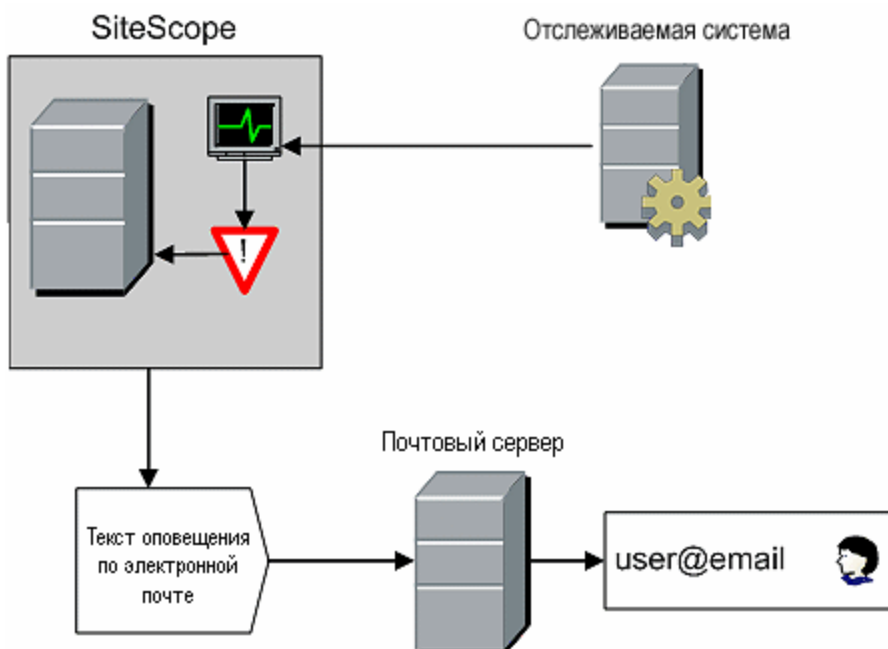 SiteScope
Отслеживаемая система
!
Почтовый сервер
Текст оповещения
по электронной
почте
user@email